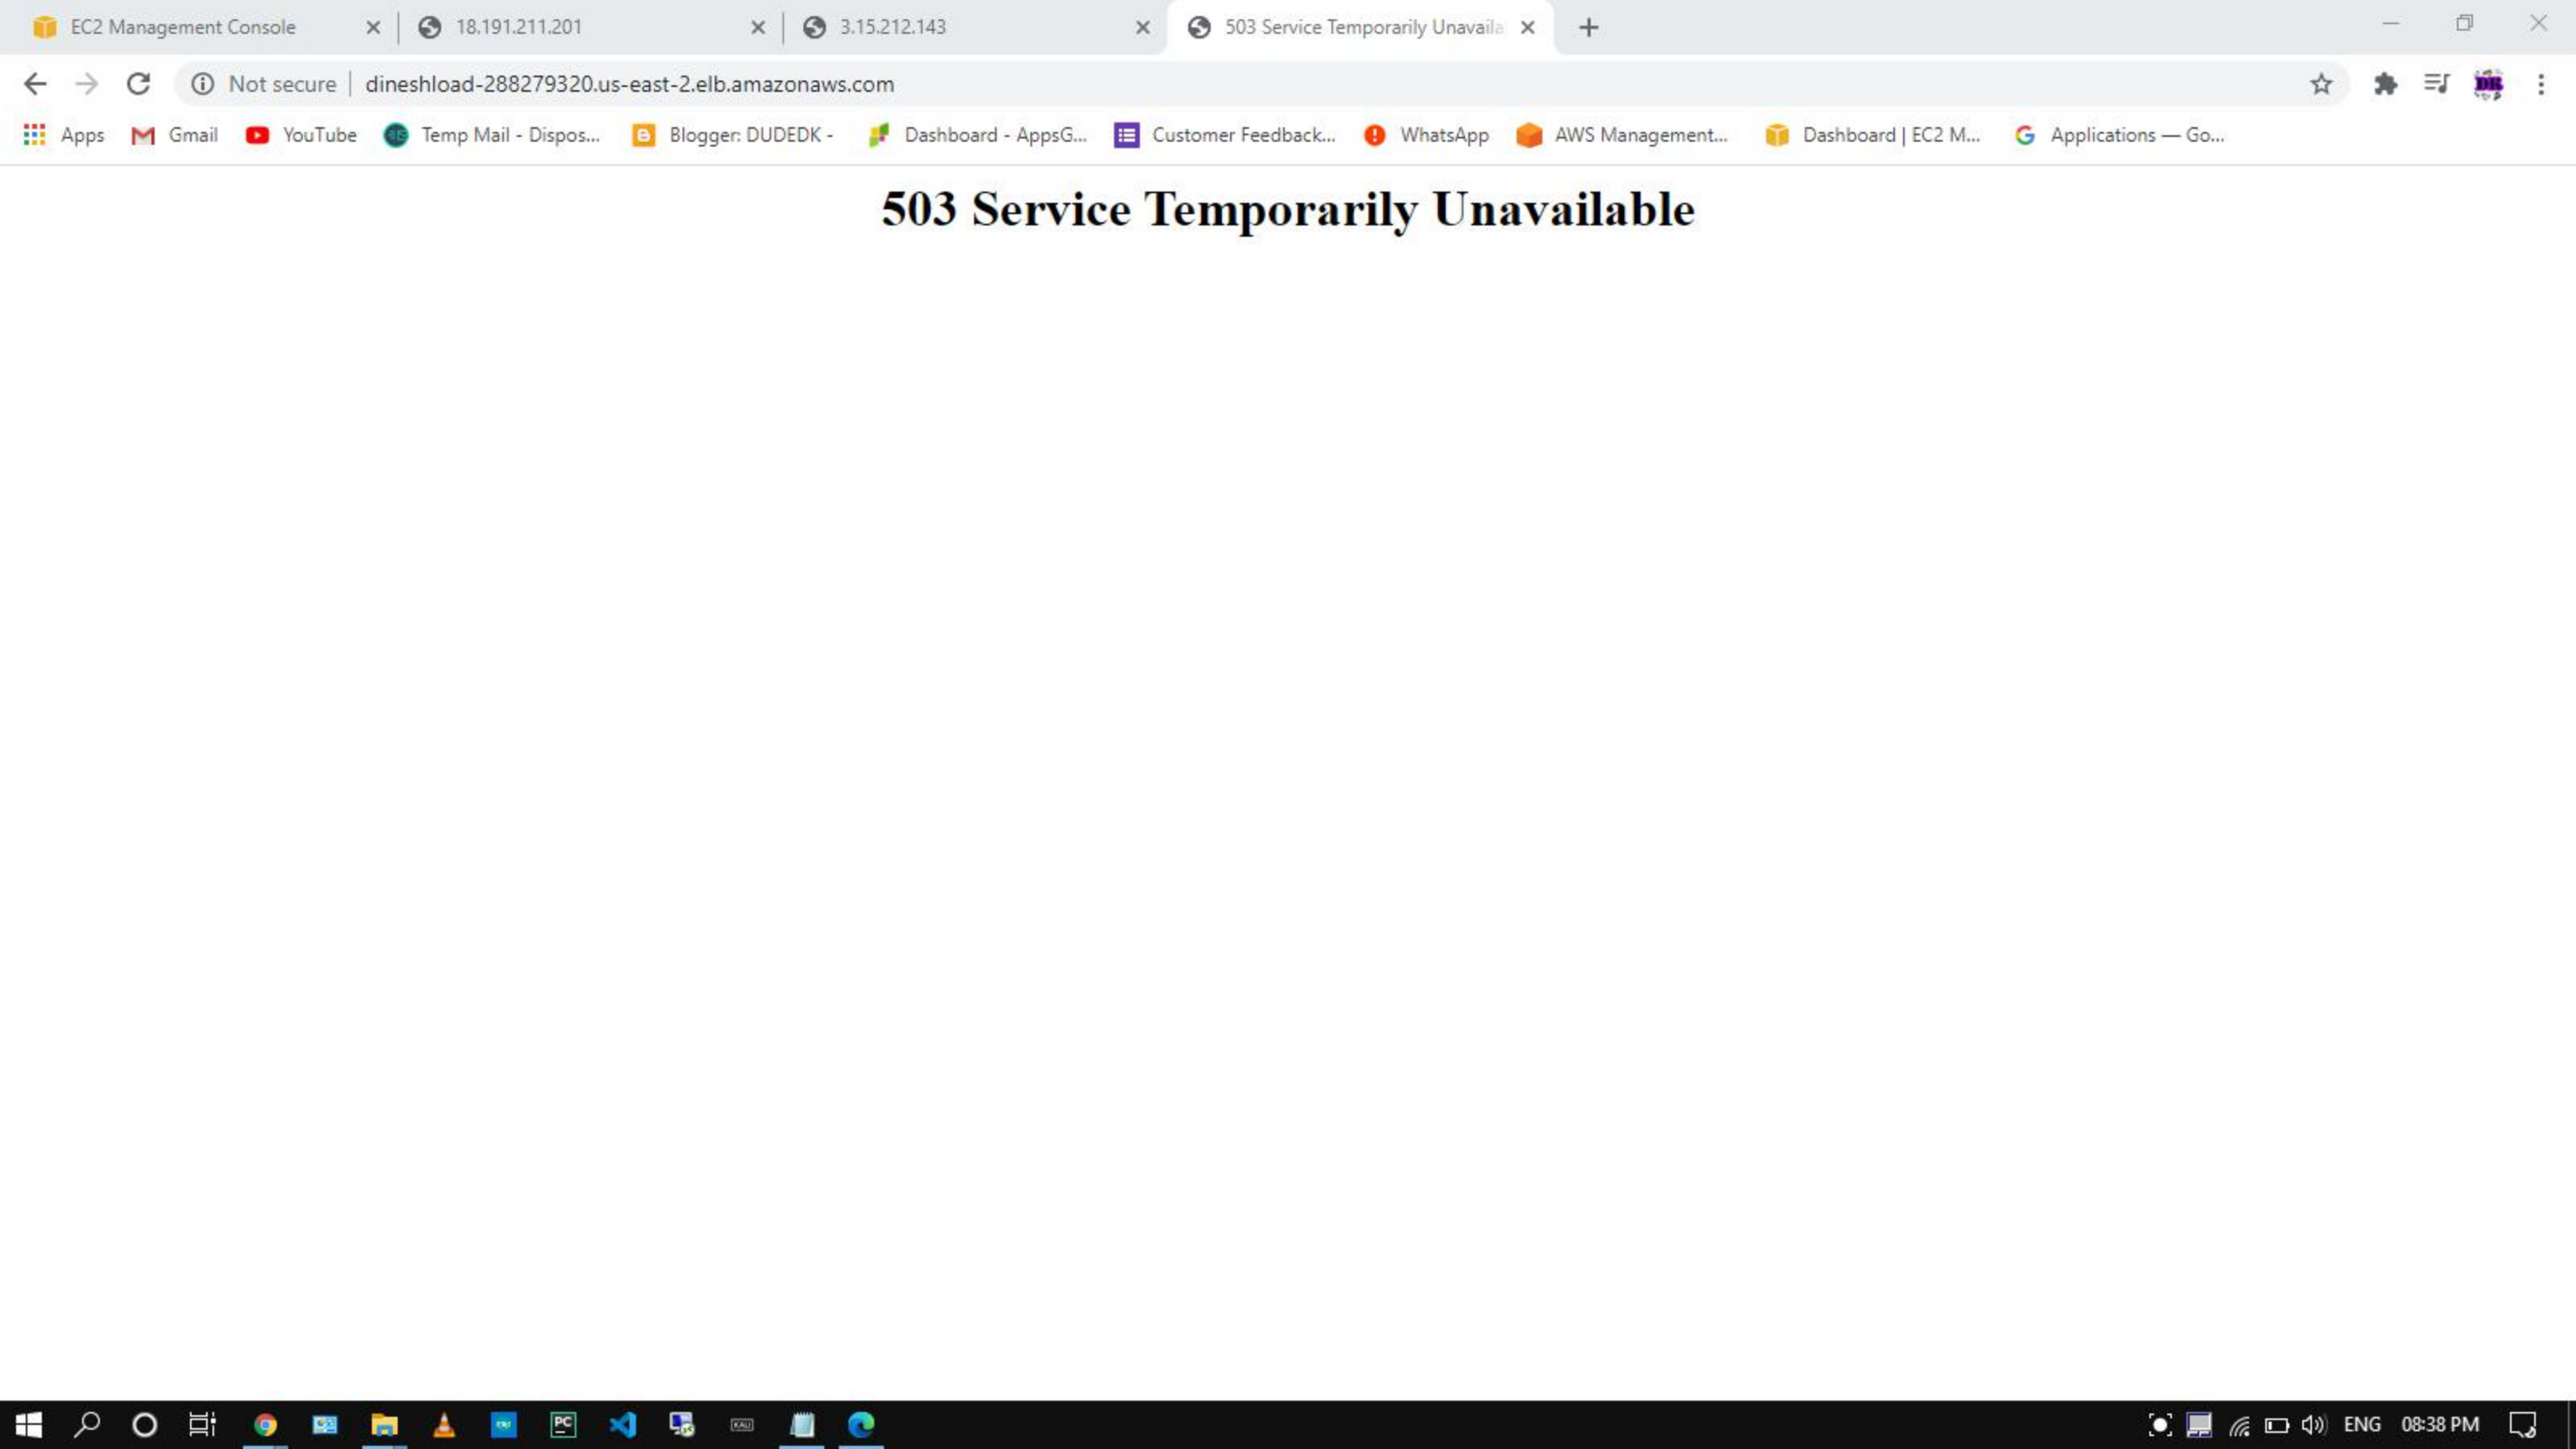 EC2 Management Console
18.191.211.201
3.15.212.143
503 Service Temporarily Unavaila
Not secure
dineshload-288279320.us-east-2.elb.amazonaws.com
Apps
Gmail
YouTube
Temp Mail - Dispos...
Blogger: DUDEDK -
Dashboard - AppsG...
Customer Feedback...
WhatsApp
AWS Management...
Dashboard | EC2 M...
Applications — Go...
503 Service Temporarily Unavailable
PC
KALI
ENG
08:38 PM